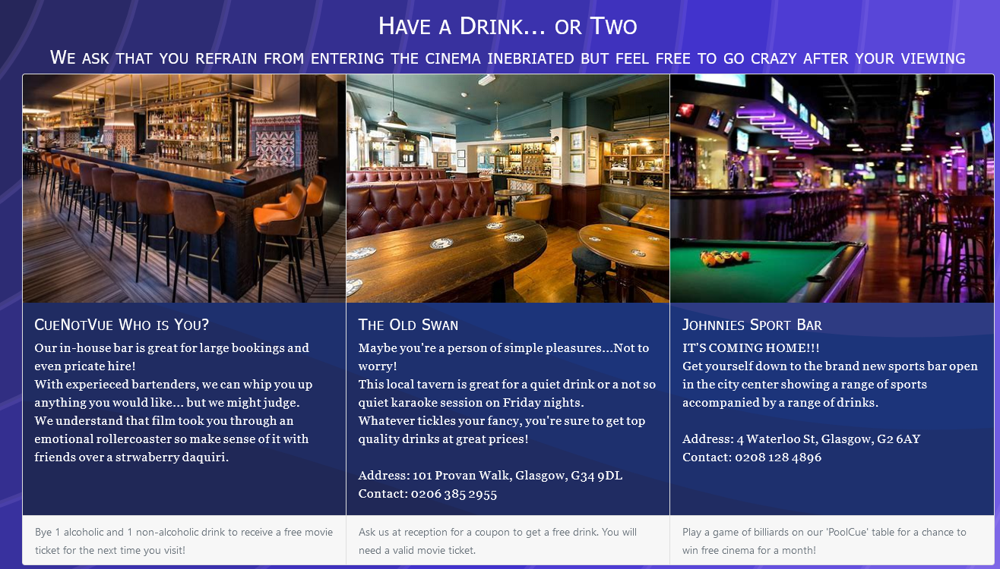 Have a Drink... or Two
We ask that you refrain from entering the cinema inebriated but feel free to go crazy after your viewing
CueNotVue Who is You?
Our in-house bar is great for large bookings and
even pricate hire!
With experieced bartenders, we can whip you up
anything you would like... but we might judge.
We understand that film took you through an
emotional rollercoaster so make sense of it with
friends over a strwaberry daquiri.
Bye 1 alcoholic and 1 non-alcoholic drink to receive a free movie
ticket for the next time you visit!
The Old Swan
Maybe you're a person of simple pleasures...Not to
worry!
This local tavern is great for a quiet drink or a not so
quiet karaoke session on Friday nights.
Whatever tickles your fancy, you're sure to get top
quality drinks at great prices!
Address: 101 Provan Walk, Glasgow, G34 9DL
Contact: 0206 385 2955
Ask us at reception for a coupon to get a free drink. You will
need a valid movie ticket.
Johnnies Sport Bar
IT'S COMING HOME!!!
Get yourself down to the brand new sports bar open
in the city center showing a range of sports
accompanied by a range of drinks.
Address: 4 Waterloo St, Glasgow, G2 6AY
Contact: 0208 128 4896
Play a game of billiards on our 'PoolCue' table for a chance to
win free cinema for a month!